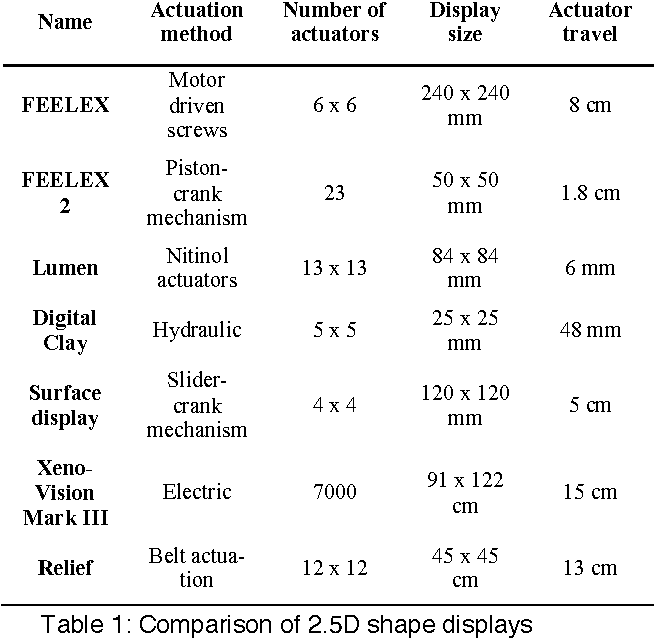 Name Actuation method Number of actuators Display size Actuator travel
FEELEX Motor driven screws 6 x 6 240 x 240 mm 8 cm
FEELEX 2 Piston-crank mechanism 23 50 x 50 mm 1.8 cm
Lumen Nitinol actuators 13 x 13 84 x 84 mm 6 mm
Digital Clay Hydraulic 5 x 5 25 x 25 mm 48 mm
Surface display Slider-crank mechanism 4 x 4 120 x 120 mm 5 cm
Xeno-Vision Mark III Electric 7000 91 x 122 cm 15 cm
Relief Belt actua-tion 12 x 12 45 x 45 cm 13 cm
Table 1: Comparison of 2.5D shape displays